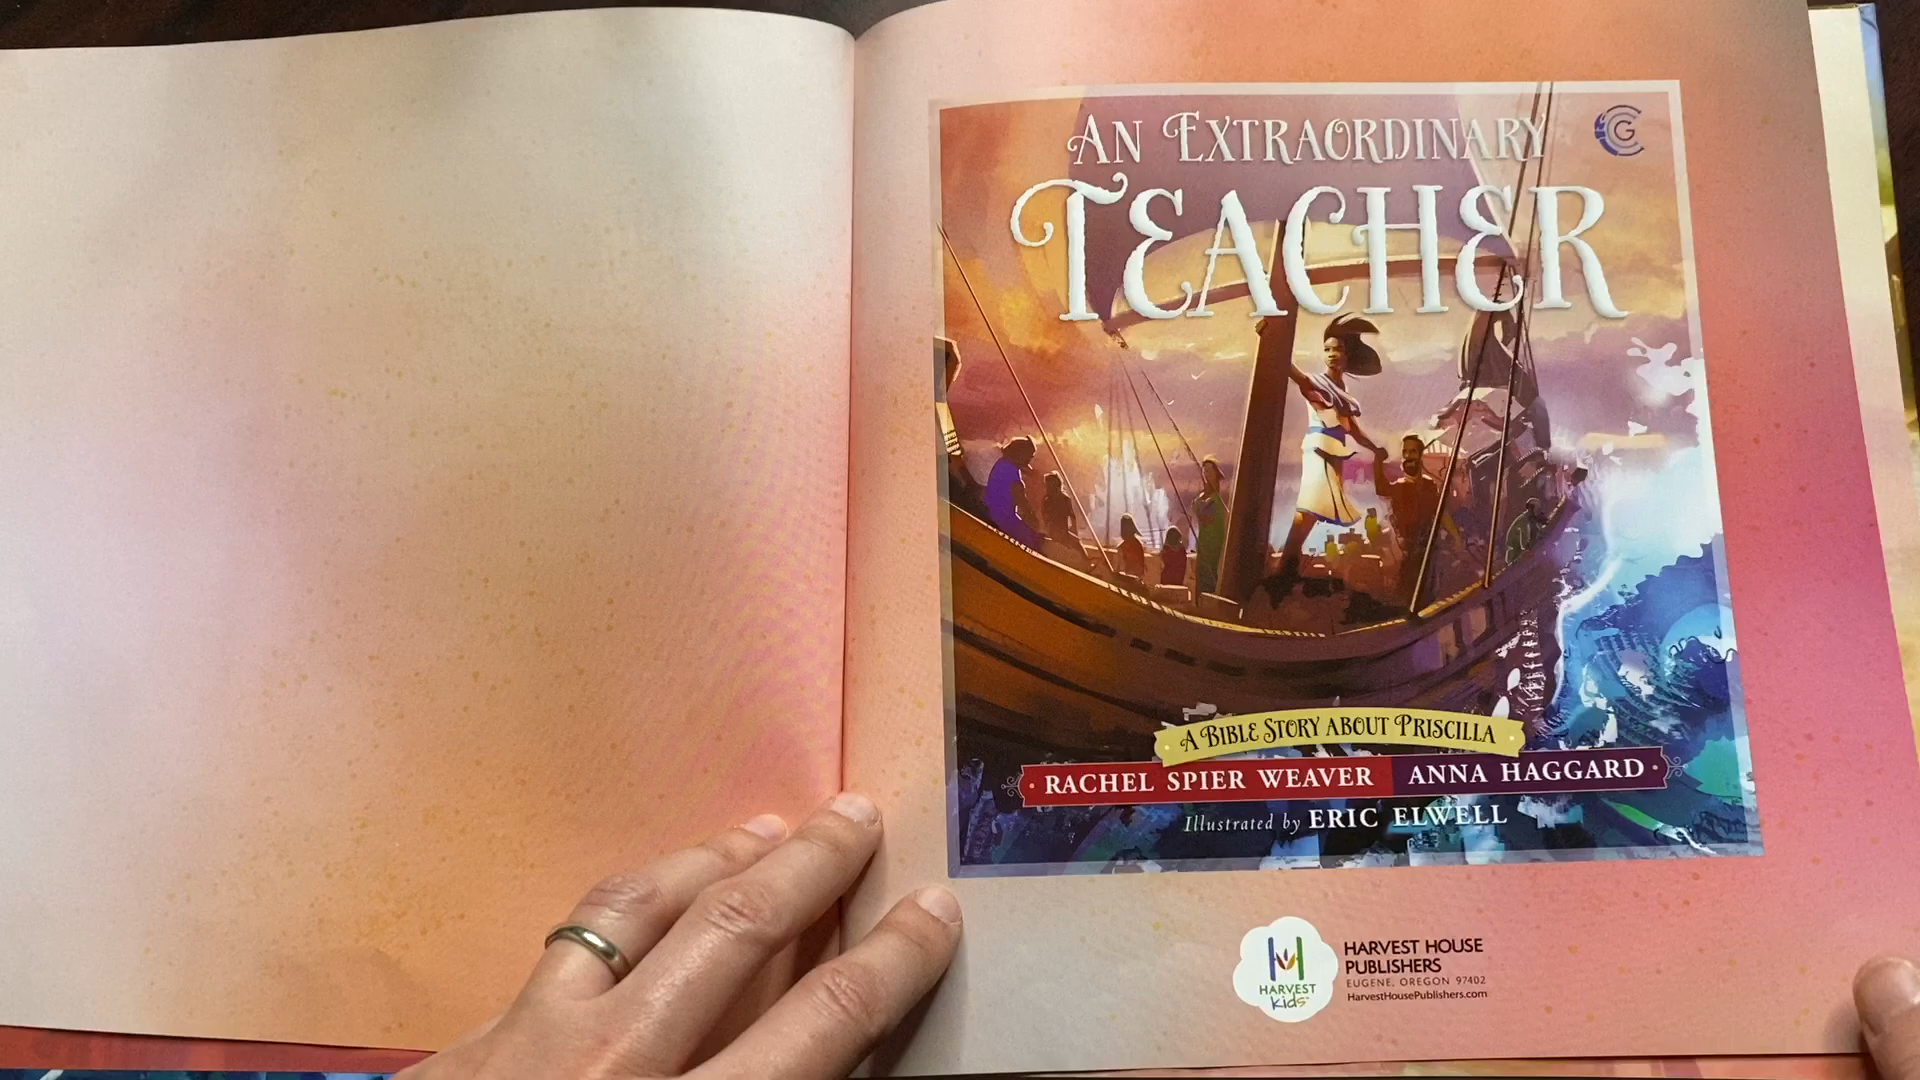 AN EXTRAORDINARY
TEACHER
A BIBLE STORY ABOUT PRISCILLA
RACHEL SPIER WEAVER ANNA HAGGARD
Illustrated by ERIC ELWELL
HARVEST
kids™
HARVEST HOUSE
PUBLISHERS
EUGENE, OREGON 97402
HarvestHousePublishers.com